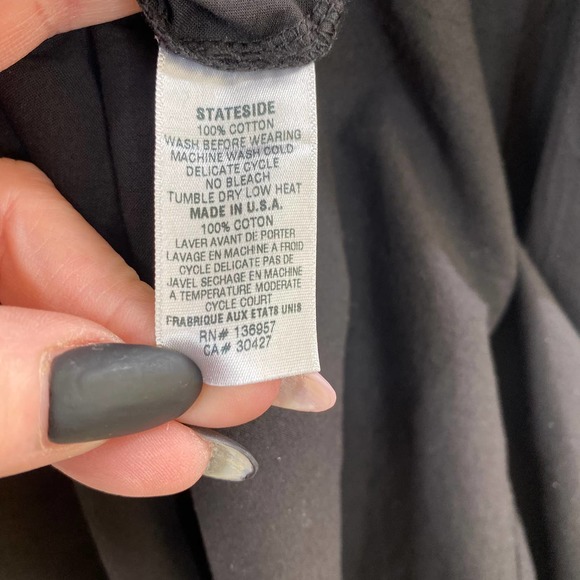 STATESIDE
100% COTTON
WASH BEFORE WEARING
MACHINE WASH COLD
DELICATE CYCLE
NO BLEACH
TUMBLE DRY LOW HEAT
MADE IN U.S.A.
100% COTON
LAVER AVANT DE PORTER
LAVAGE EN MACHINE A FROID
CYCLE DELICATE PAS DE
JAVEL SECHAGE EN MACHINE
A TEMPERATURE MODERATE
CYCLE COURT
FRABRIQUE AUX ETATS UNIS
RN# 136957
CA# 30427